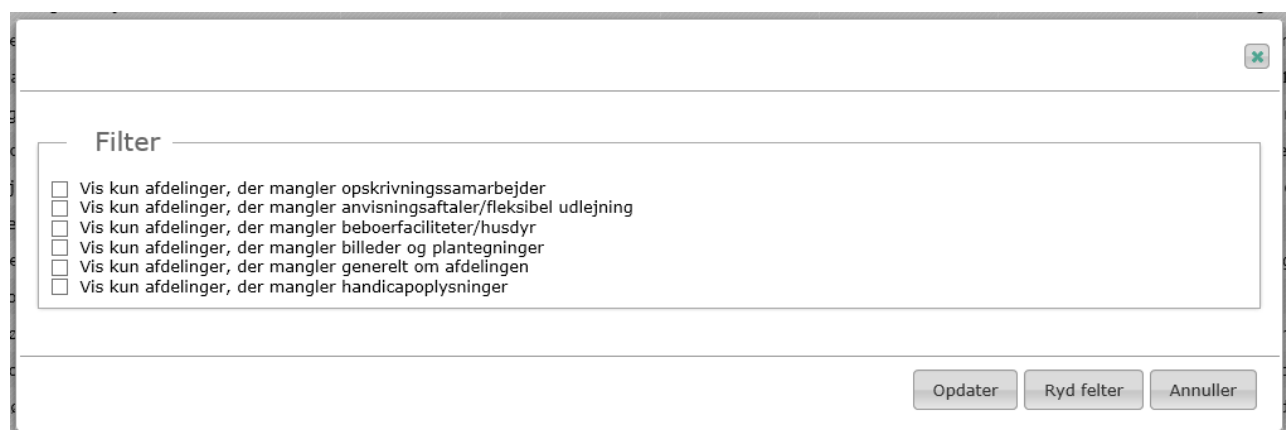 Filter
Vis kun afdelinger, der mangler opskrivningssamarbejder
Vis kun afdelinger, der mangler anvisningsaftaler/fleksibel udlejning
Vis kun afdelinger, der mangler beboerfaciliteter/husdyr
Vis kun afdelinger, der mangler billeder og plantegninger
Vis kun afdelinger, der mangler generelt om afdelingen
Vis kun afdelinger, der mangler handicapoplysninger
Opdater Ryd felter Annuller